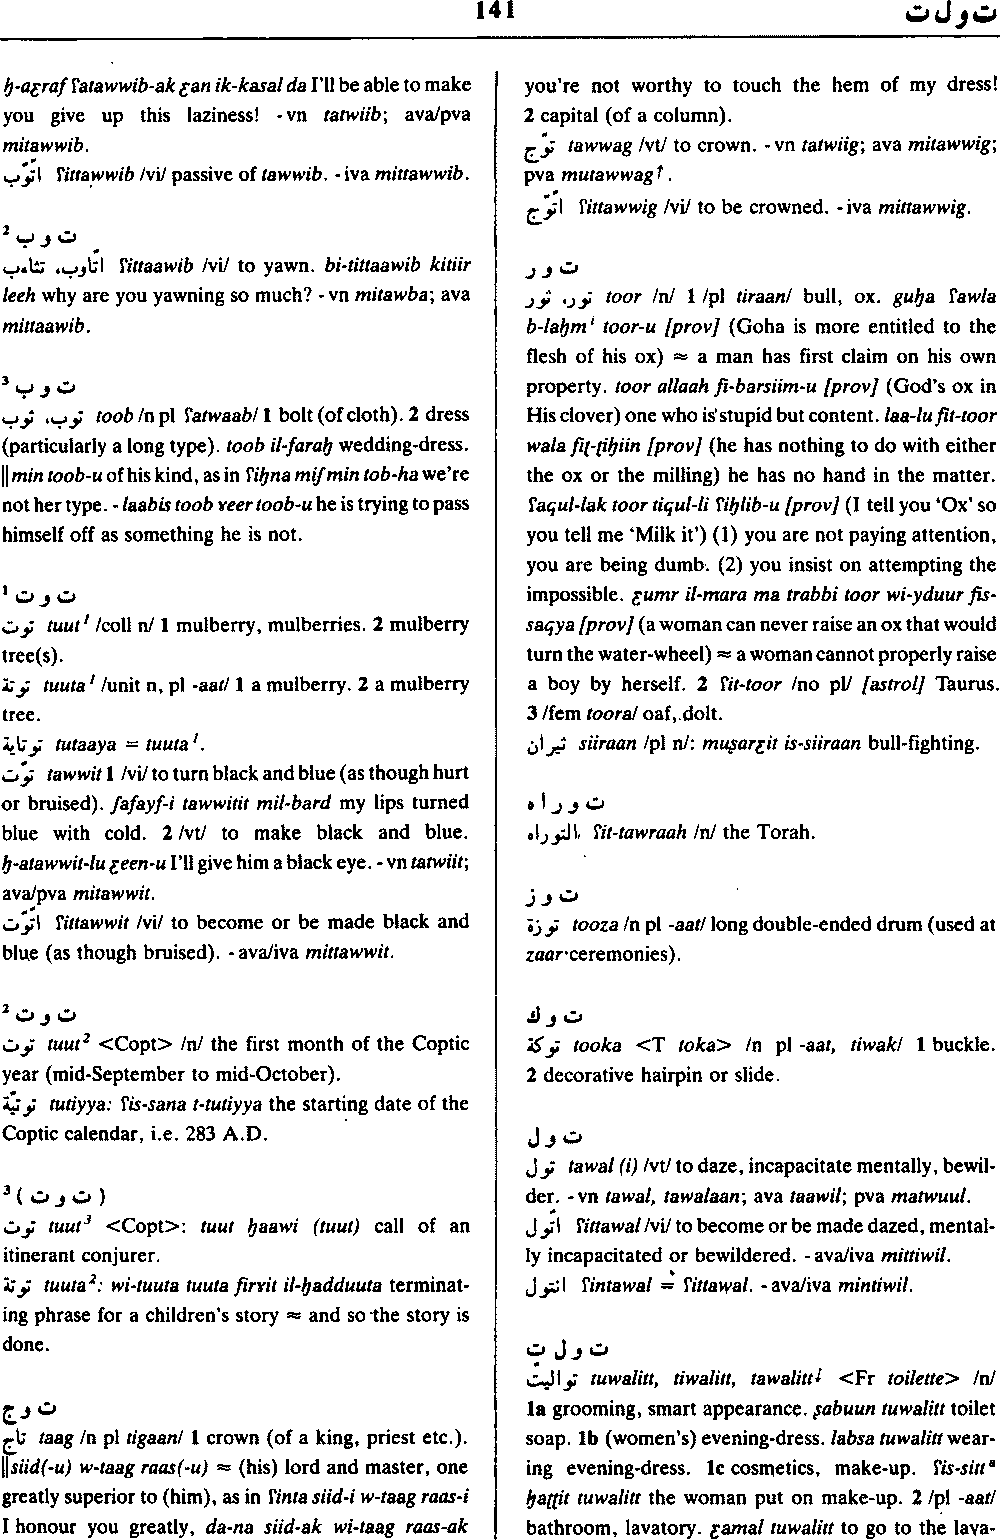 141
ت و ل ت
ḥ-aƹraf ʕatawwib-ak ƹan ik-kasal da I'll be able to make
you give up this laziness! -vn tatwiib; ava/pva
mitawwib.
اتّوّب ʕittawwib /vi/ passive of tawwib. -iva mittawwib.
ت و ب ²
اتّاوب، تثاءب ʕittaawib /vi/ to yawn. bi-tittaawib kitiir
leeh why are you yawning so much? -vn mitawba; ava
mittaawib.
ت و ب ³
توب، ثوب toob /n pl ʕatwaab/ 1 bolt (of cloth). 2 dress
(particularly a long type). toob il-faraḥ wedding-dress.
||min toob-u of his kind, as in ʕiḥna miʃ min tob-ha we're
not her type. -laabis toob ɣeer toob-u he is trying to pass
himself off as something he is not.
ت و ت ¹
توت tuut¹ /coll n/ 1 mulberry, mulberries. 2 mulberry
tree(s).
توتة tuuta¹ /unit n, pl -aat/ 1 a mulberry. 2 a mulberry
tree.
توتاية tutaaya = tuuta¹.
توّت tawwit 1 /vi/ to turn black and blue (as though hurt
or bruised). ʃafayf-i tawwitit mil-bard my lips turned
blue with cold. 2 /vt/ to make black and blue.
ḥ-atawwit-lu ƹeen-u I'll give him a black eye. -vn tatwiit;
ava/pva mitawwit.
اتّوّت ʕittawwit /vi/ to become or be made black and
blue (as though bruised). -ava/iva mittawwit.
ت و ت ²
توت tuut² <Copt> /n/ the first month of the Coptic
year (mid-September to mid-October).
توتيّة tutiyya: ʕis-sana t-tutiyya the starting date of the
Coptic calendar, i.e. 283 A.D.
(ت و ت) ³
توت tuut³ <Copt>: tuut ḥaawi (tuut) call of an
itinerant conjurer.
توتة tuuta²: wi-tuuta tuuta firɣit il-ḥadduuta terminat-
ing phrase for a children's story ≈ and so the story is
done.
ت و ج
تاج taag /n pl tigaan/ 1 crown (of a king, priest etc.).
||siid(-u) w-taag raas(-u) ≈ (his) lord and master, one
greatly superior to (him), as in ʕinta siid-i w-taag raas-i
I honour you greatly, da-na siid-ak wi-taag raas-ak
you're not worthy to touch the hem of my dress!
2 capital (of a column).
توّج tawwag /vt/ to crown. -vn tatwiig; ava mitawwig;
pva mutawwag↑.
اتّوّج ʕittawwig /vi/ to be crowned. -iva mittawwig.
ت و ر
تور، ثور toor /n/ 1 /pl tiraan/ bull, ox. guḥa ʕawla
b-laḥmⁱ toor-u [prov] (Goha is more entitled to the
flesh of his ox) ≈ a man has first claim on his own
property. toor allaah fi-barsiim-u [prov] (God's ox in
His clover) one who is stupid but content. laa-lu fit-toor
wala fiṭ-ṭiḥiin [prov] (he has nothing to do with either
the ox or the milling) he has no hand in the matter.
ʕaqul-lak toor tiqul-li ʕiḥlib-u [prov] (I tell you ‘Ox’ so
you tell me ‘Milk it’) (1) you are not paying attention,
you are being dumb. (2) you insist on attempting the
impossible. ƹumr il-mara ma trabbi toor wi-yduur fis-
saqya [prov] (a woman can never raise an ox that would
turn the water-wheel) ≈ a woman cannot properly raise
a boy by herself. 2 ʕit-toor /no pl/ [astrol] Taurus.
3 /fem toora/ oaf, dolt.
ثيران siiraan /pl n/: muṣarƹit is-siiraan bull-fighting.
ت و ر ا ه
التوراه ʕit-tawraah /n/ the Torah.
ت و ز
توزة tooza /n pl -aat/ long double-ended drum (used at
zaar ceremonies).
ت و ك
توكة tooka <T toka> /n pl -aat, tiwak/ 1 buckle.
2 decorative hairpin or slide.
ت و ل
تول tawal (i) /vt/ to daze, incapacitate mentally, bewil-
der. -vn tawal, tawalaan; ava taawil; pva matwuul.
اتّول ʕittawal /vi/ to become or be made dazed, mental-
ly incapacitated or bewildered. -ava/iva mittiwil.
انتول ʕintawal = ʕittawal. -ava/iva mintiwil.
ت و ل ت
تواليتّ tuwalitt, tiwalitt, tawalitt↓ <Fr toilette> /n/
1a grooming, smart appearance. ṣabuun tuwalitt toilet
soap. 1b (women's) evening-dress. labsa tuwalitt wear-
ing evening-dress. 1c cosmetics, make-up. ʕis-sittᵃ
ḥaṭṭit tuwalitt the woman put on make-up. 2 /pl -aat/
bathroom, lavatory. ƹamal tuwalitt to go to the lava-